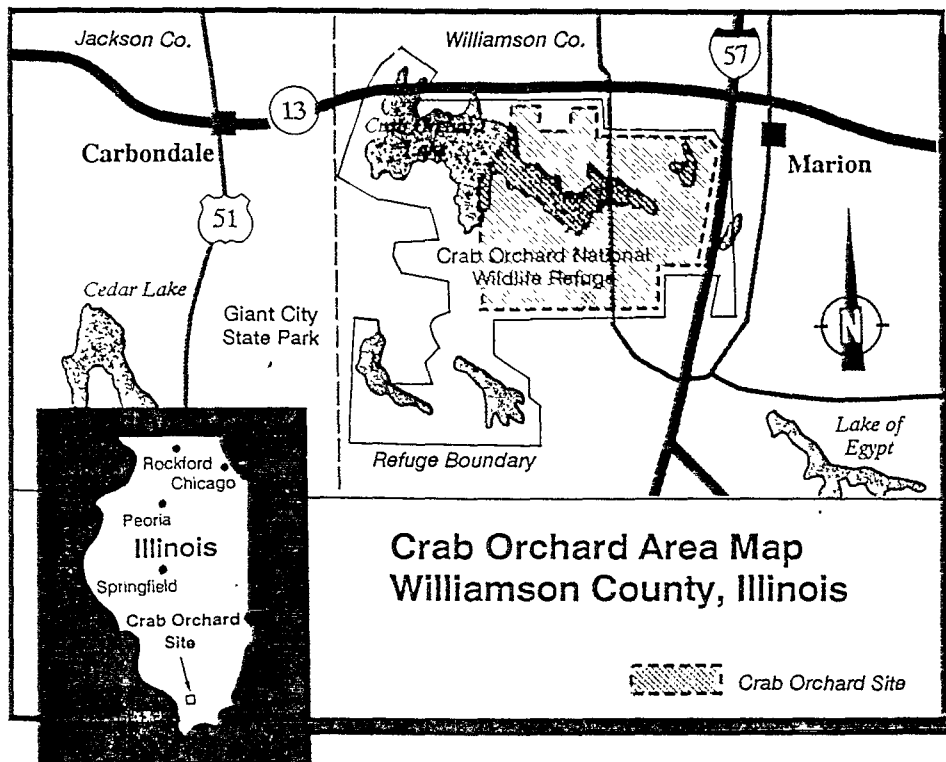 Jackson Co.
Williamson Co.
57
13
Crab Orchard
Carbondale
Marion
51
Crab Orchard National
Wildlife Refuge
Cedar Lake
Giant City
State Park
N
Refuge Boundary
Lake of
Egypt
Rockford
Chicago
Peoria
Illinois
Springfield
Crab Orchard
Site
Crab Orchard Area Map
Williamson County, Illinois
Crab Orchard Site